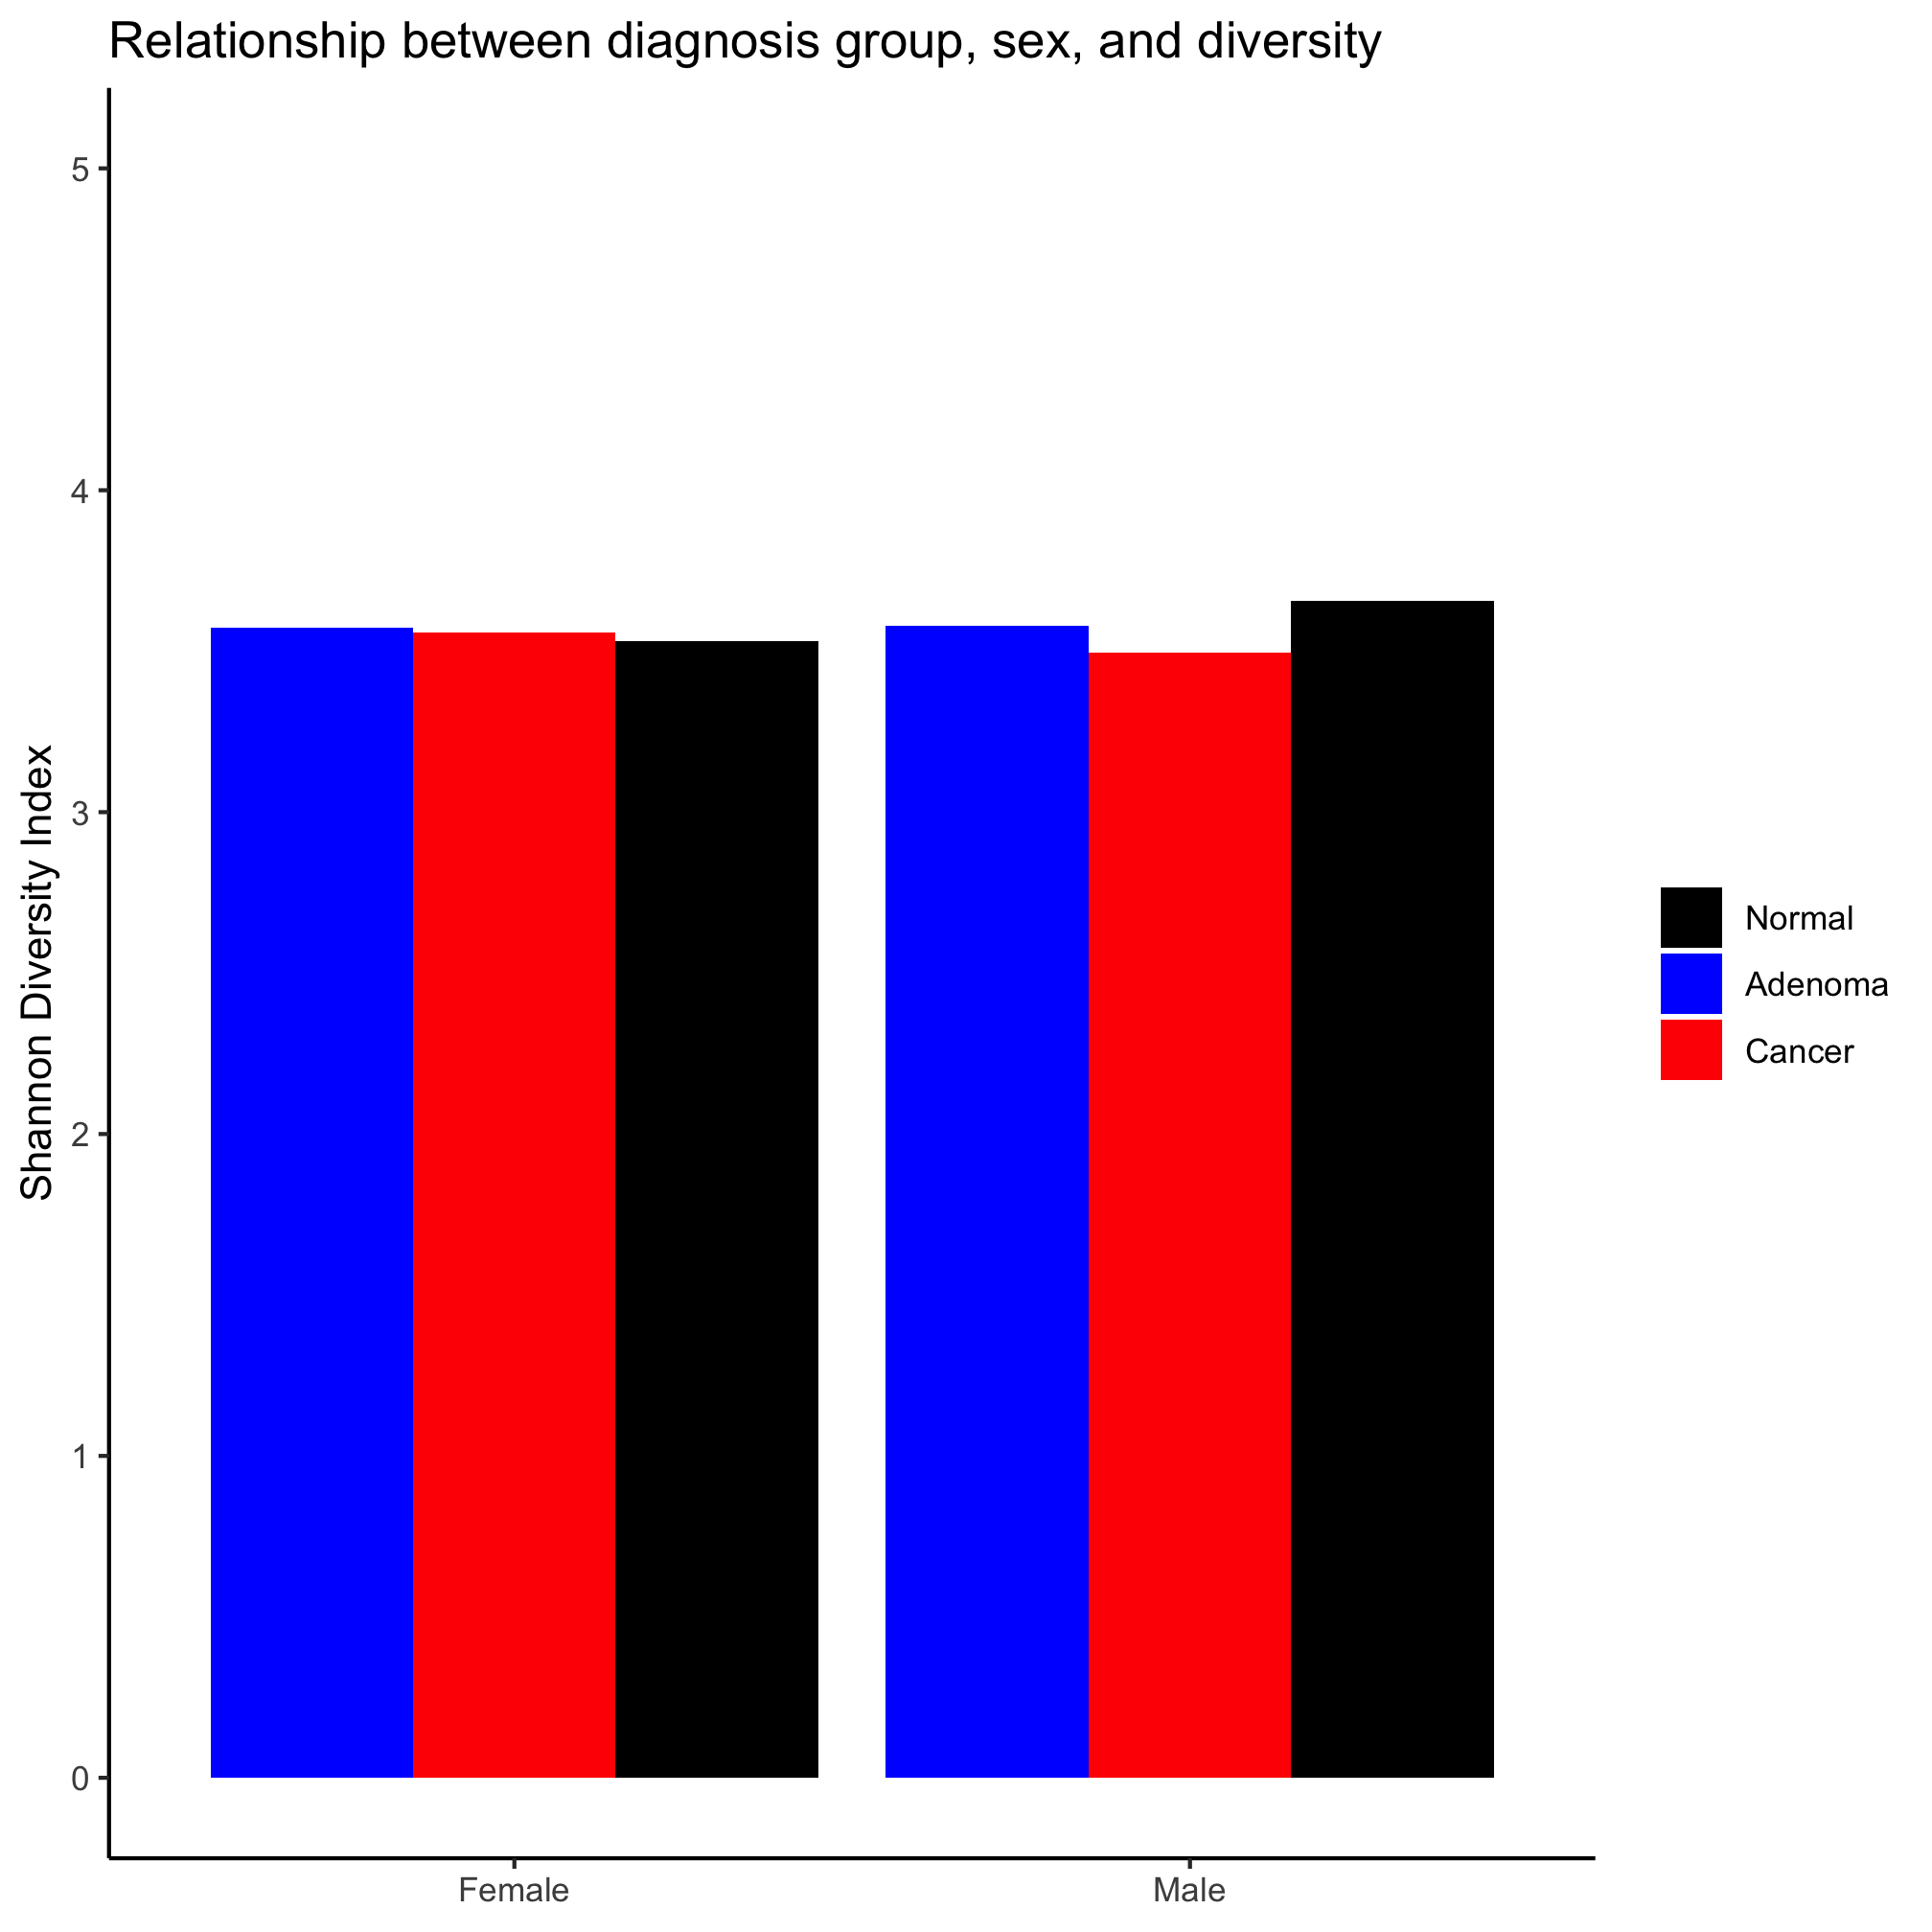 Relationship between diagnosis group, sex, and diversity
Shannon Diversity Index
5
4
3
2
1
0
Female
Male
Normal
Adenoma
Cancer